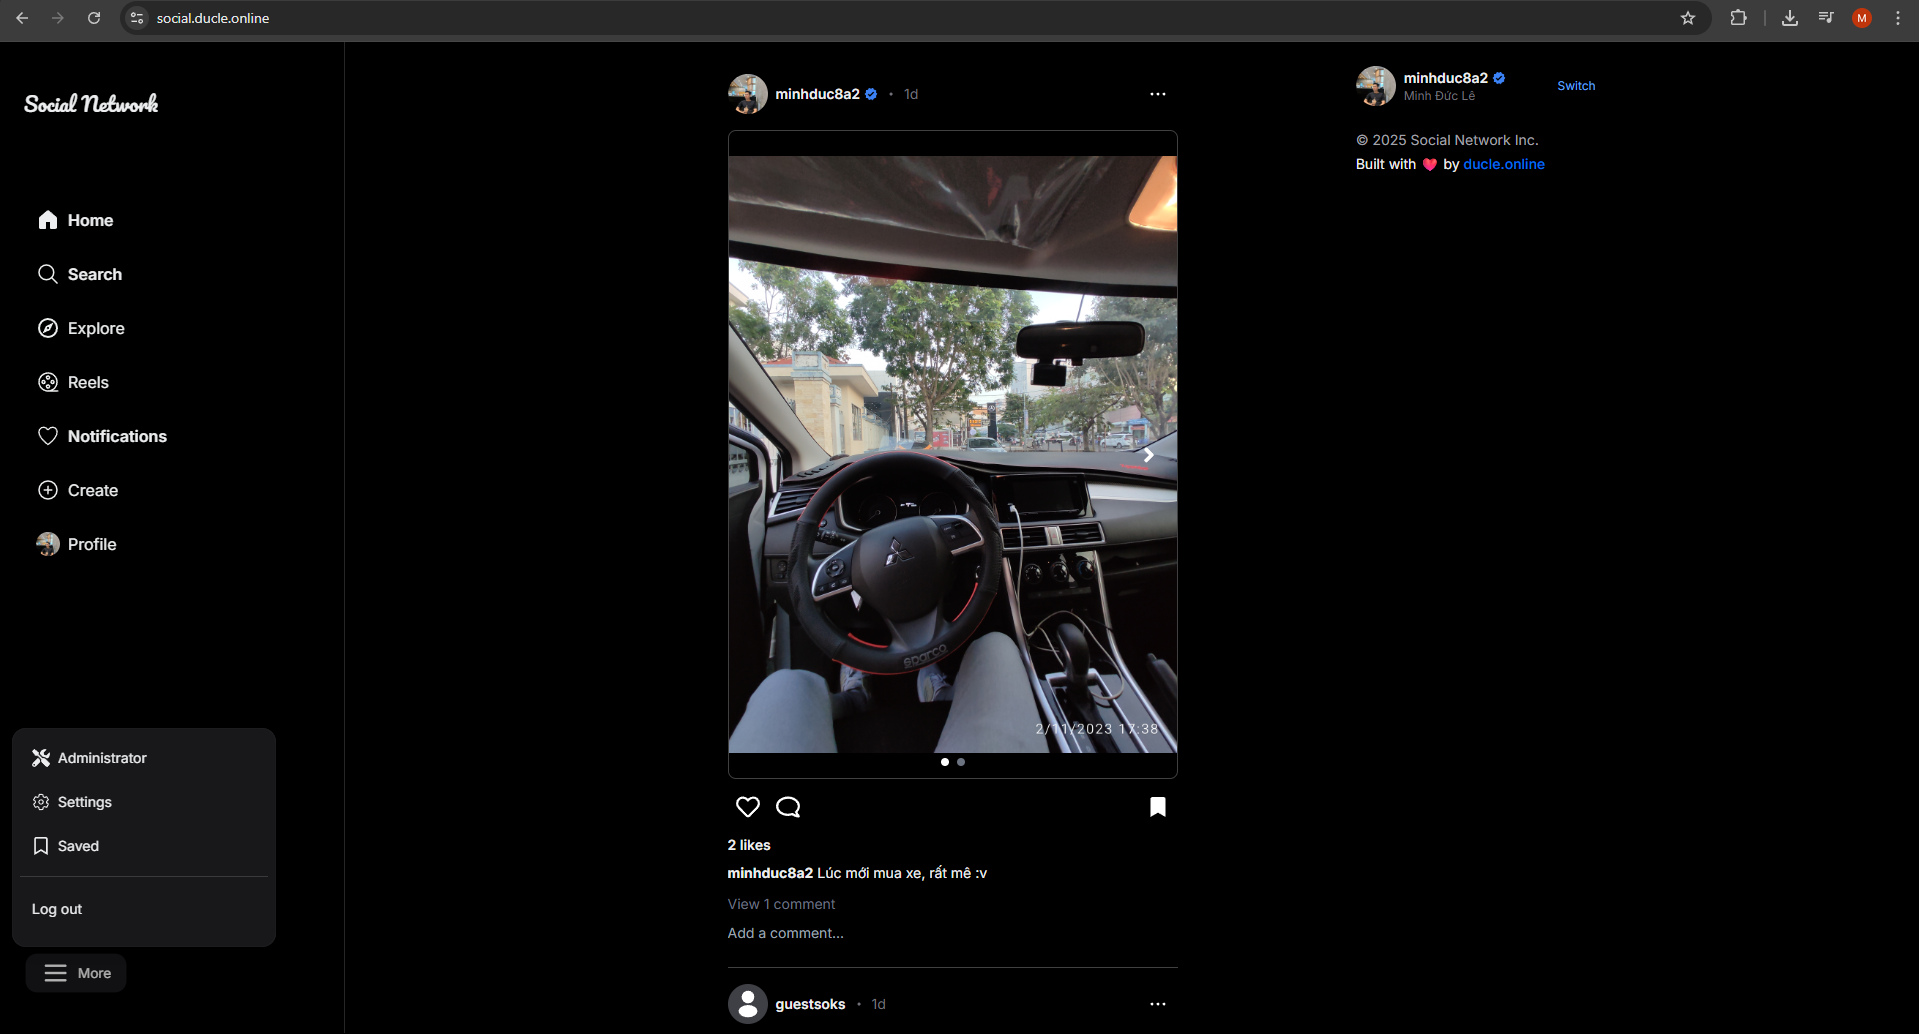 social.ducle.online
M
Social Network
Home
Search
Explore
Reels
Notifications
Create
Profile
Administrator
Settings
Saved
Log out
More
minhduc8a2 • 1d
sparco
2/11/2023 17:38
2 likes
minhduc8a2 Lúc mới mua xe, rất mê :v
View 1 comment
Add a comment...
guestsoks • 1d
minhduc8a2
Minh Đức Lê
Switch
© 2025 Social Network Inc.
Built with ❤️ by ducle.online